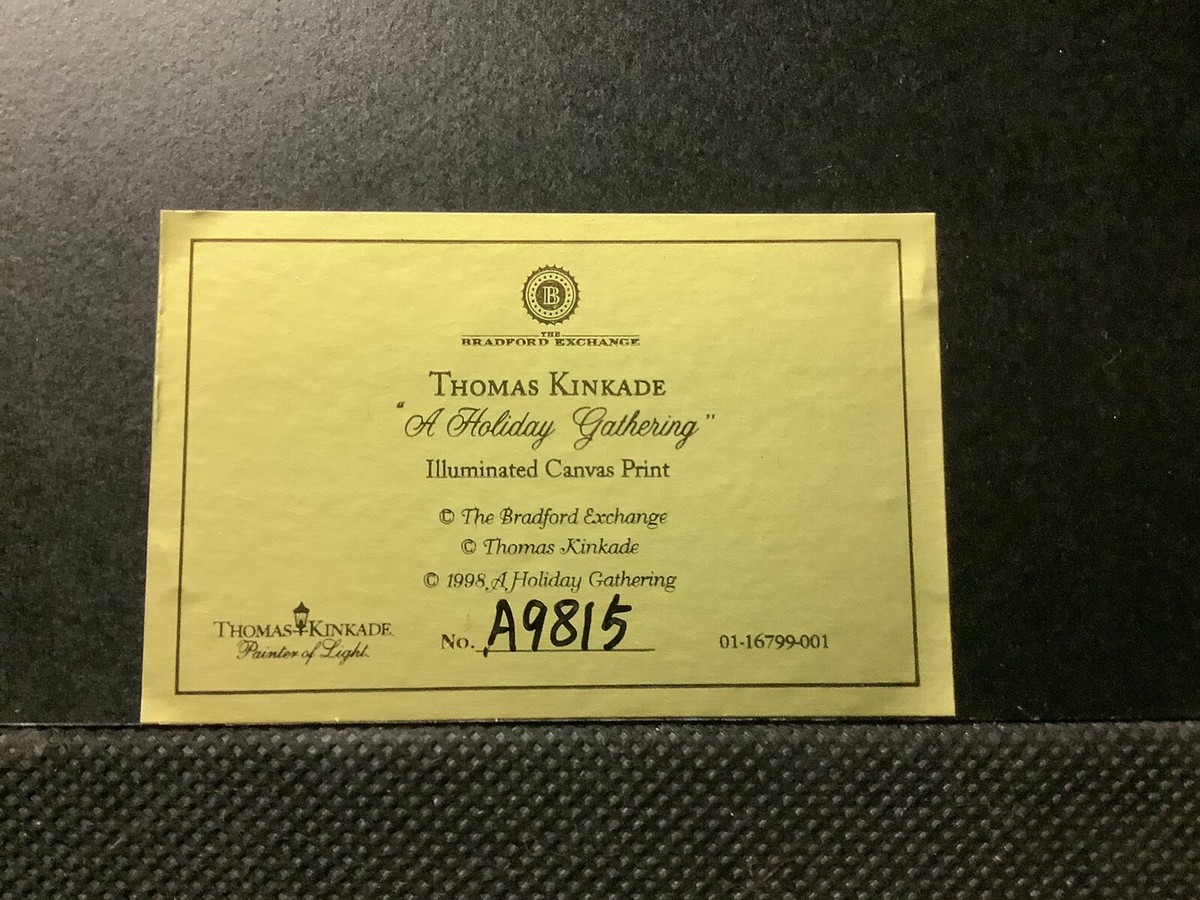 B
THE
BRADFORD EXCHANGE
THOMAS KINKADE
"A Holiday Gathering"
Illuminated Canvas Print
© The Bradford Exchange
© Thomas Kinkade
© 1998, A Holiday Gathering
THOMAS KINKADE
Painter of Light
No. A9815
01-16799-001